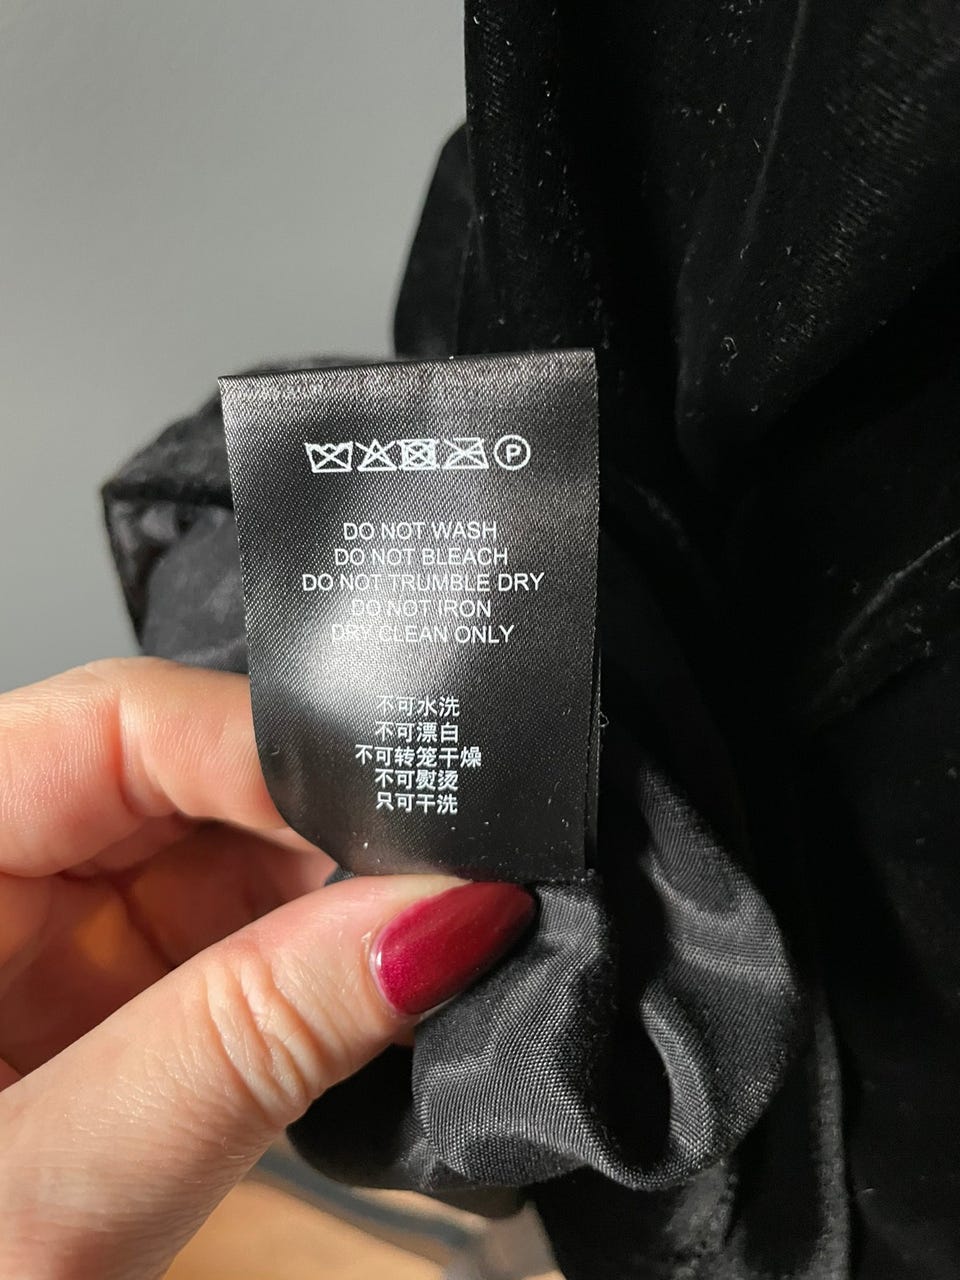 P
DO NOT WASH
DO NOT BLEACH
DO NOT TRUMBLE DRY
DO NOT IRON
DRY CLEAN ONLY
不可水洗
不可漂白
不可转笼干燥
不可熨烫
只可干洗